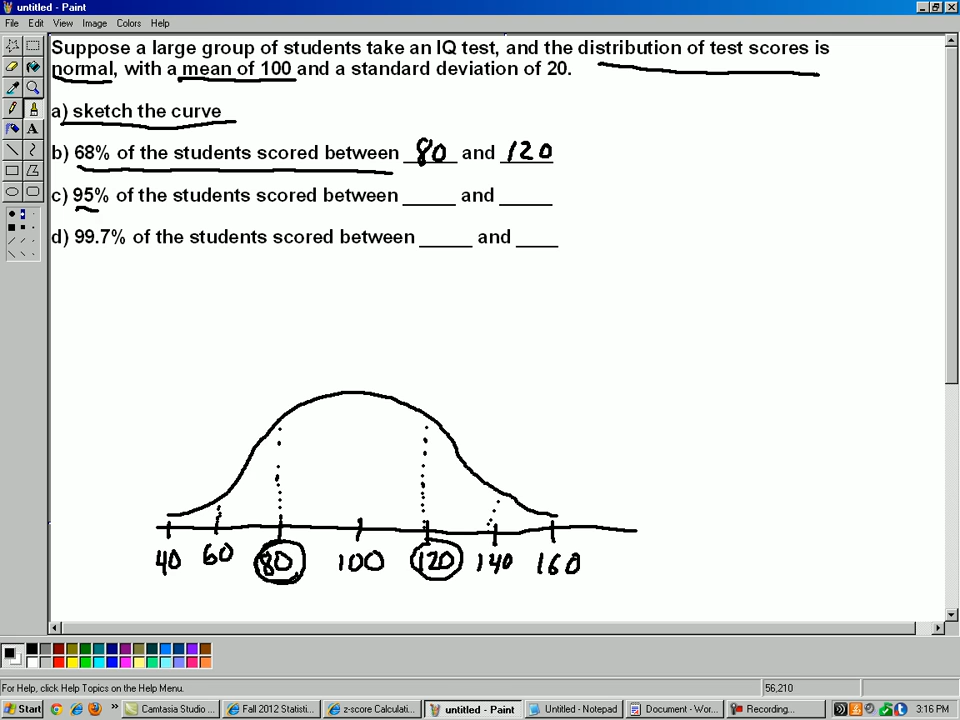 untitled - Paint
File Edit View Image Colors Help
Suppose a large group of students take an IQ test, and the distribution of test scores is
normal, with a mean of 100 and a standard deviation of 20.
a) sketch the curve
b) 68% of the students scored between 80 and 120
c) 95% of the students scored between _____ and _____
d) 99.7% of the students scored between _____ and ____
40 60 80 100 120 140 160
For Help, click Help Topics on the Help Menu.
56,210
Start » Camtasia Studio ... Fall 2012 Statisti... z-score Calculati... untitled - Paint Untitled - Notepad Document - Wor... Recording... 3:16 PM